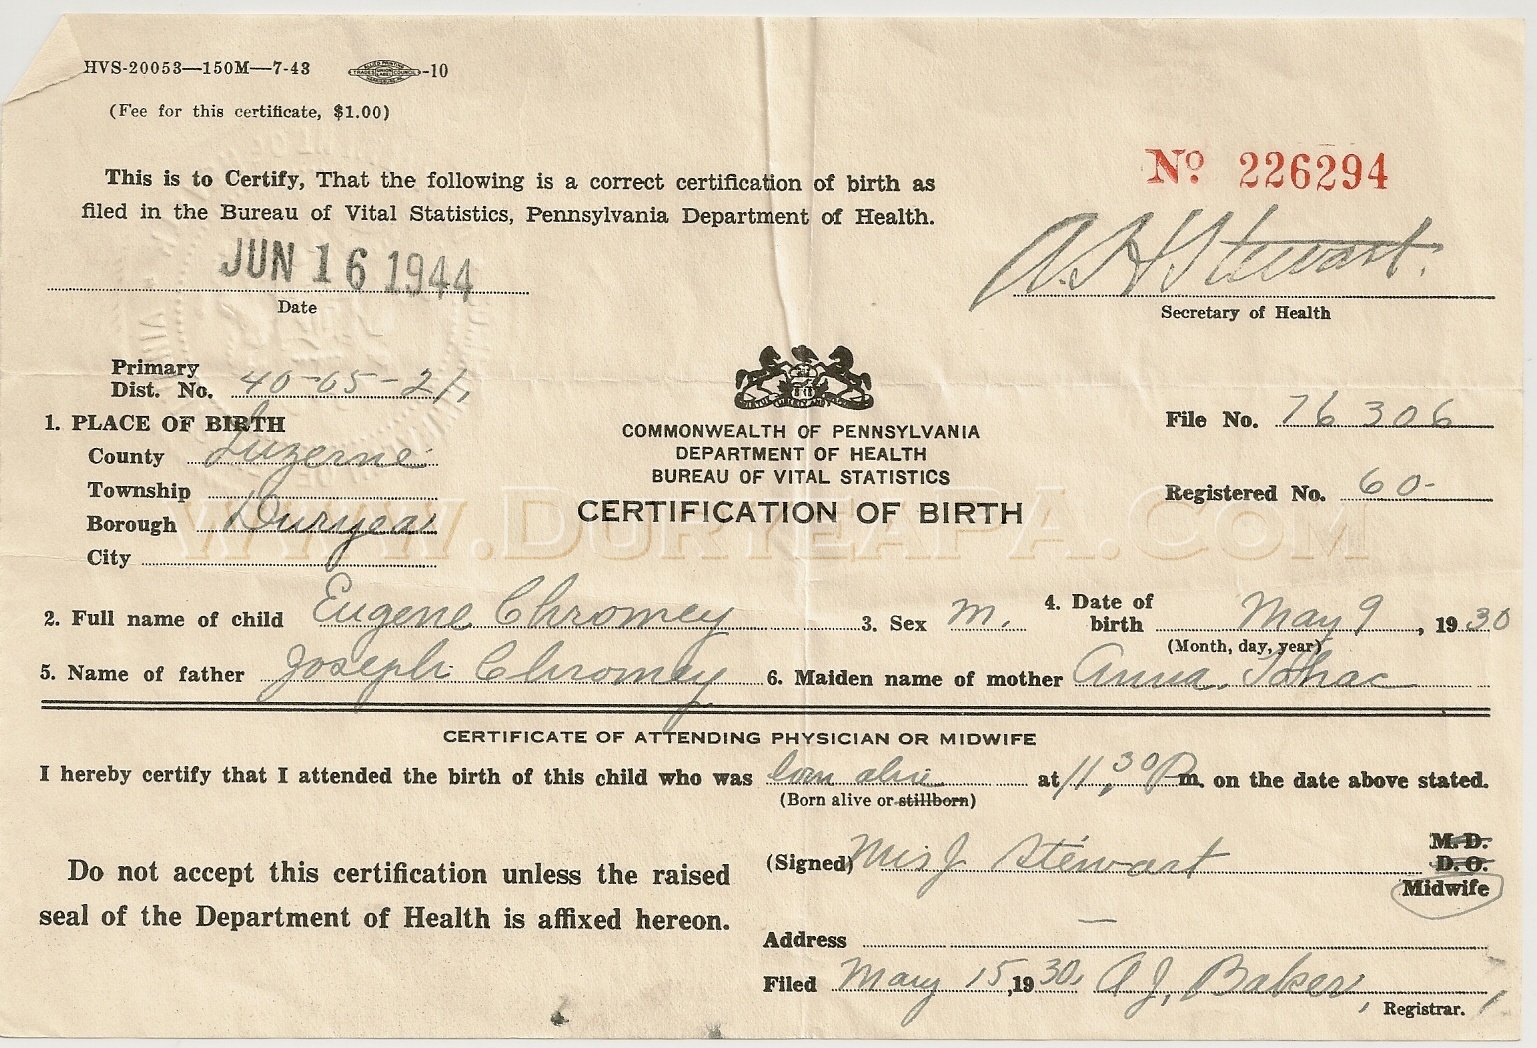 HVS-20053—150M—7-43 -10
(Fee for this certificate, $1.00)
Nº 226294
This is to Certify, That the following is a correct certification of birth as
filed in the Bureau of Vital Statistics, Pennsylvania Department of Health.
JUN 16 1944
Date
A. H. Stewart.
Secretary of Health
Primary
Dist. No. 40-05-21,
1. PLACE OF BIRTH
County Luzerne
Township
Borough Duryea
City
COMMONWEALTH OF PENNSYLVANIA
DEPARTMENT OF HEALTH
BUREAU OF VITAL STATISTICS
CERTIFICATION OF BIRTH
File No. 76306
Registered No. 60-
WWW.DURYEAPA.COM
2. Full name of child Eugene Chromey 3. Sex M. 4. Date of birth May 9, 1930
(Month, day, year)
5. Name of father Joseph Chromey 6. Maiden name of mother Anna
CERTIFICATE OF ATTENDING PHYSICIAN OR MIDWIFE
I hereby certify that I attended the birth of this child who was born alive at 11,30 P m. on the date above stated.
(Born alive or stillborn)
Do not accept this certification unless the raised
seal of the Department of Health is affixed hereon.
(Signed) Mrs J Stewart
M. D.
D. O.
Midwife
Address —
Filed May 15, 1930, A J, Baker,
Registrar.